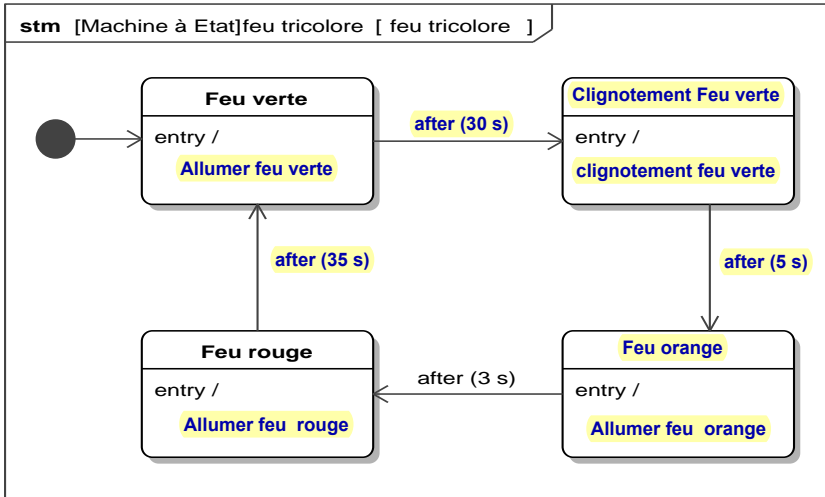 stm [Machine à Etat]feu tricolore [ feu tricolore ]
Feu verte
entry /
Allumer feu verte
after (30 s)
Clignotement Feu verte
entry /
clignotement feu verte
after (35 s)
after (5 s)
Feu rouge
entry /
Allumer feu rouge
after (3 s)
Feu orange
entry /
Allumer feu orange